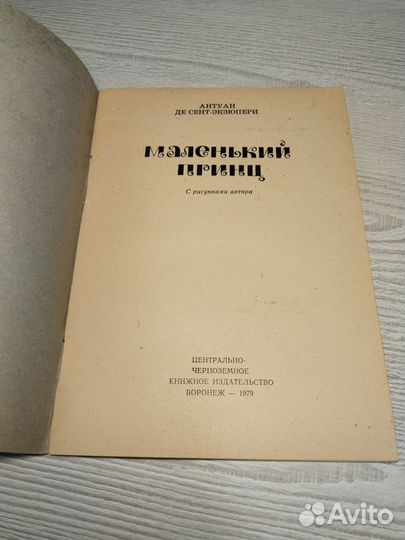 АНТУАН
ДЕ СЕНТ-ЭКЗЮПЕРИ
МАЛЕНЬКИЙ
ПРИНЦ
С рисунками автора
ЦЕНТРАЛЬНО-
ЧЕРНОЗЕМНОЕ
КНИЖНОЕ ИЗДАТЕЛЬСТВО
ВОРОНЕЖ — 1979
Avito